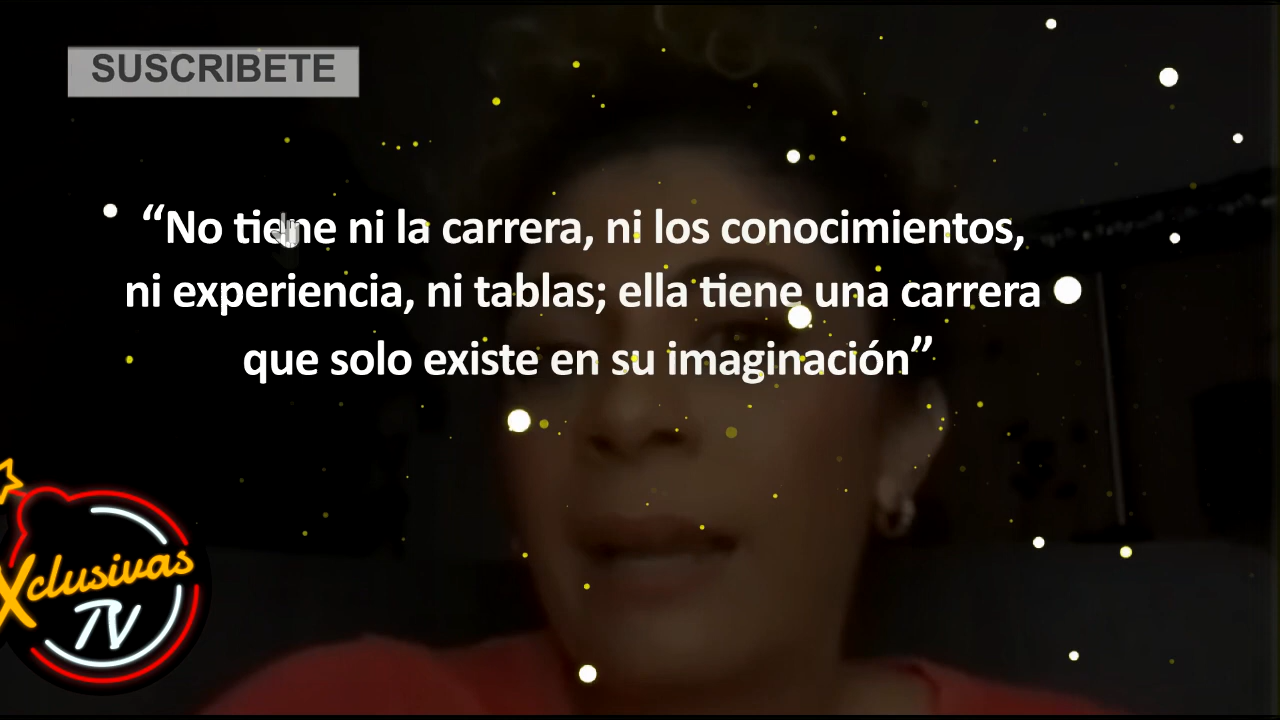 SUSCRIBETE
“No tiene ni la carrera, ni los conocimientos,
ni experiencia, ni tablas; ella tiene una carrera
que solo existe en su imaginación”
Xclusivas
TV